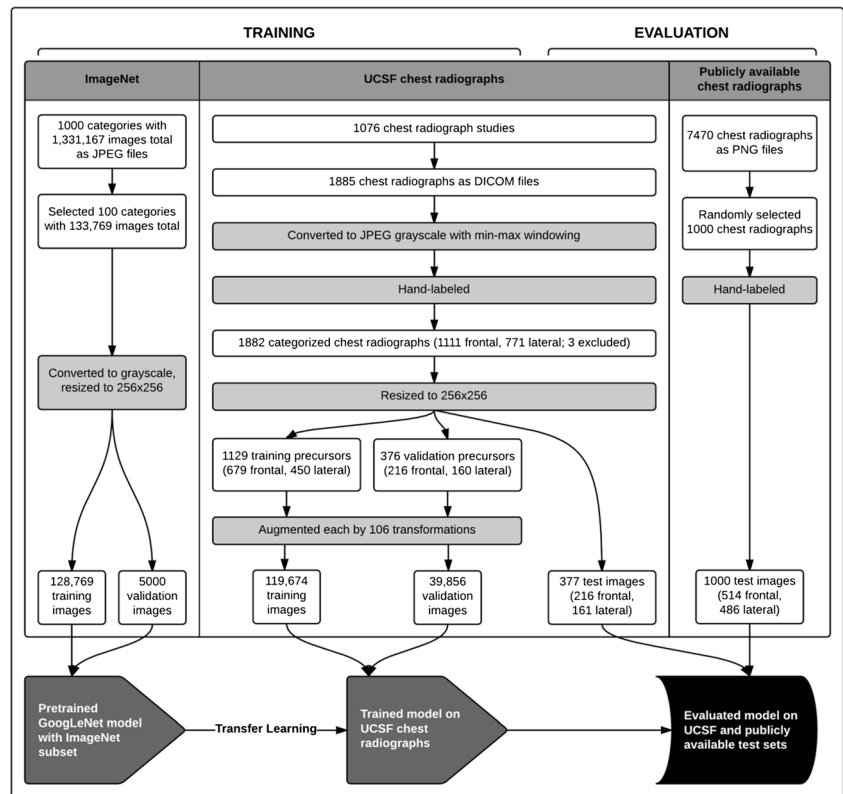 TRAINING
EVALUATION
ImageNet
UCSF chest radiographs
Publicly available
chest radiographs
1000 categories with
1,331,167 images total
as JPEG files
Selected 100 categories
with 133,769 images total
Converted to grayscale,
resized to 256x256
128,769
training
images
5000
validation
images
1076 chest radiograph studies
1885 chest radiographs as DICOM files
Converted to JPEG grayscale with min-max windowing
Hand-labeled
1882 categorized chest radiographs (1111 frontal, 771 lateral; 3 excluded)
Resized to 256x256
1129 training precursors
(679 frontal, 450 lateral)
376 validation precursors
(216 frontal, 160 lateral)
Augmented each by 106 transformations
119,674
training
images
39,856
validation
images
377 test images
(216 frontal,
161 lateral)
7470 chest radiographs
as PNG files
Randomly selected
1000 chest radiographs
Hand-labeled
1000 test images
(514 frontal,
486 lateral)
Pretrained
GoogLeNet model
with ImageNet
subset
Transfer Learning
Trained model on
UCSF chest
radiographs
Evaluated model on
UCSF and publicly
available test sets